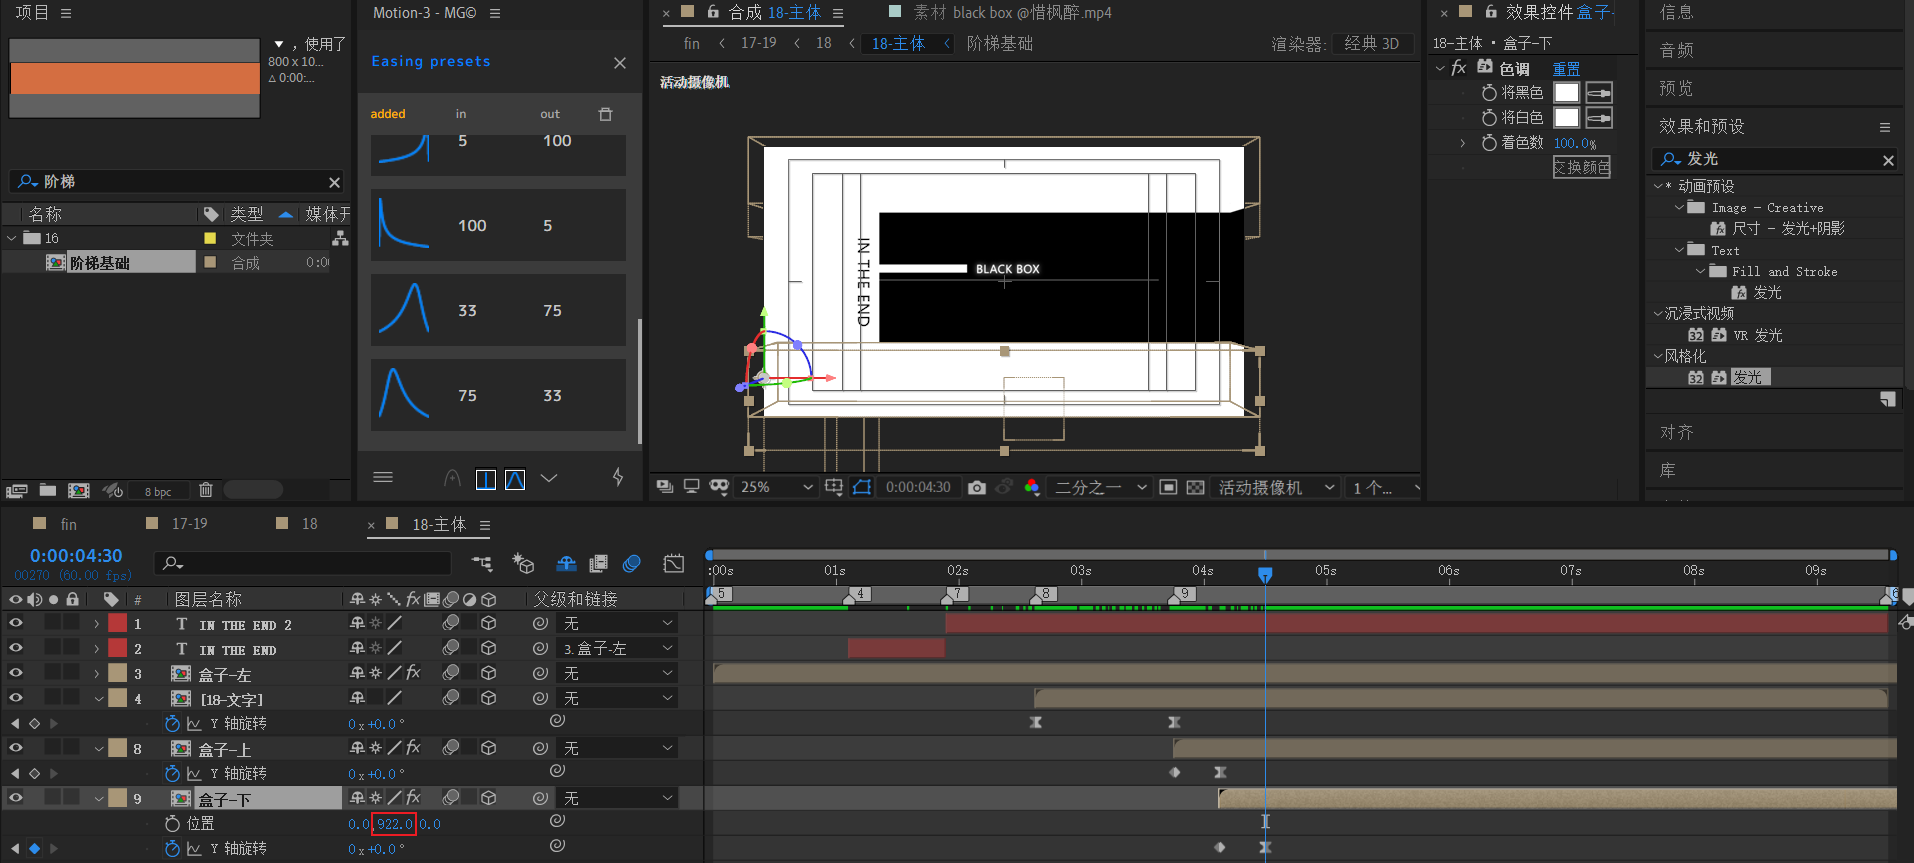 项目
，使用了
800 x 10...
△ 0:00:...
阶梯
名称
类型
媒体开
16
文件夹
阶梯基础
合成
0:00
8 bpc
Motion-3 - MG©
Easing presets
added
in
out
5
100
100
5
33
75
75
33
合成 18-主体
素材 black box @惜枫醉.mp4
fin
17-19
18
18-主体
阶梯基础
渲染器:
经典 3D
活动摄像机
IN THE END
BLACK BOX
25%
0:00:04:30
二分之一
活动摄像机
1 个...
效果控件 盒子-
18-主体 • 盒子-下
fx
色调
重置
将黑色
将白色
着色数
100.0%
交换颜色
信息
音频
预览
效果和预设
发光
* 动画预设
Image - Creative
尺寸 - 发光+阴影
Text
Fill and Stroke
发光
沉浸式视频
32
VR 发光
风格化
32
发光
对齐
库
fin
17-19
18
18-主体
0:00:04:30
00270 (60.00 fps)
:00s
01s
02s
03s
04s
05s
06s
07s
08s
09s
#
图层名称
fx
父级和链接
5
4
7
8
9
6
1
T
IN THE END 2
无
2
T
IN THE END
3. 盒子-左
3
盒子-左
fx
无
4
[18-文字]
无
Y 轴旋转
0x+0.0°
8
盒子-上
fx
无
Y 轴旋转
0x+0.0°
9
盒子-下
fx
无
位置
0.0,922.0,0.0
Y 轴旋转
0x+0.0°